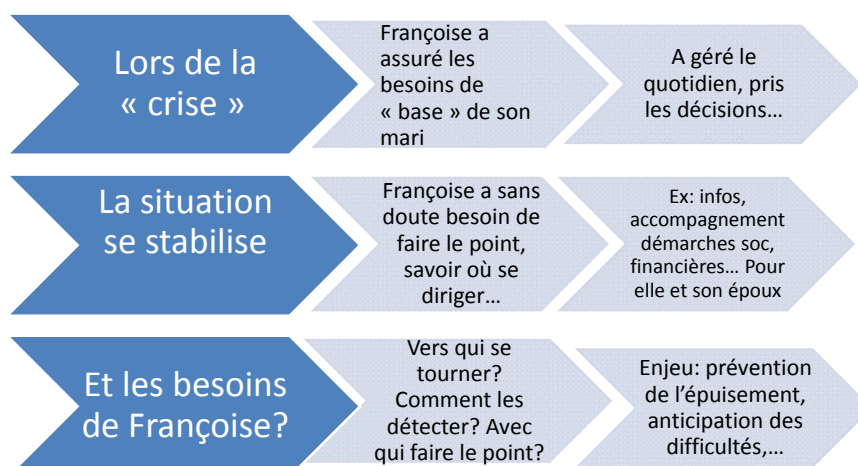 Lors de la
« crise »
Françoise a
assuré les
besoins de
« base » de son
mari
A géré le
quotidien, pris
les décisions…
La situation
se stabilise
Françoise a sans
doute besoin de
faire le point,
savoir où se
diriger…
Ex: infos,
accompagnement
démarches soc,
financières… Pour
elle et son époux
Et les besoins
de Françoise?
Vers qui se
tourner?
Comment les
détecter? Avec
qui faire le point?
Enjeu: prévention
de l’épuisement,
anticipation des
difficultés,…